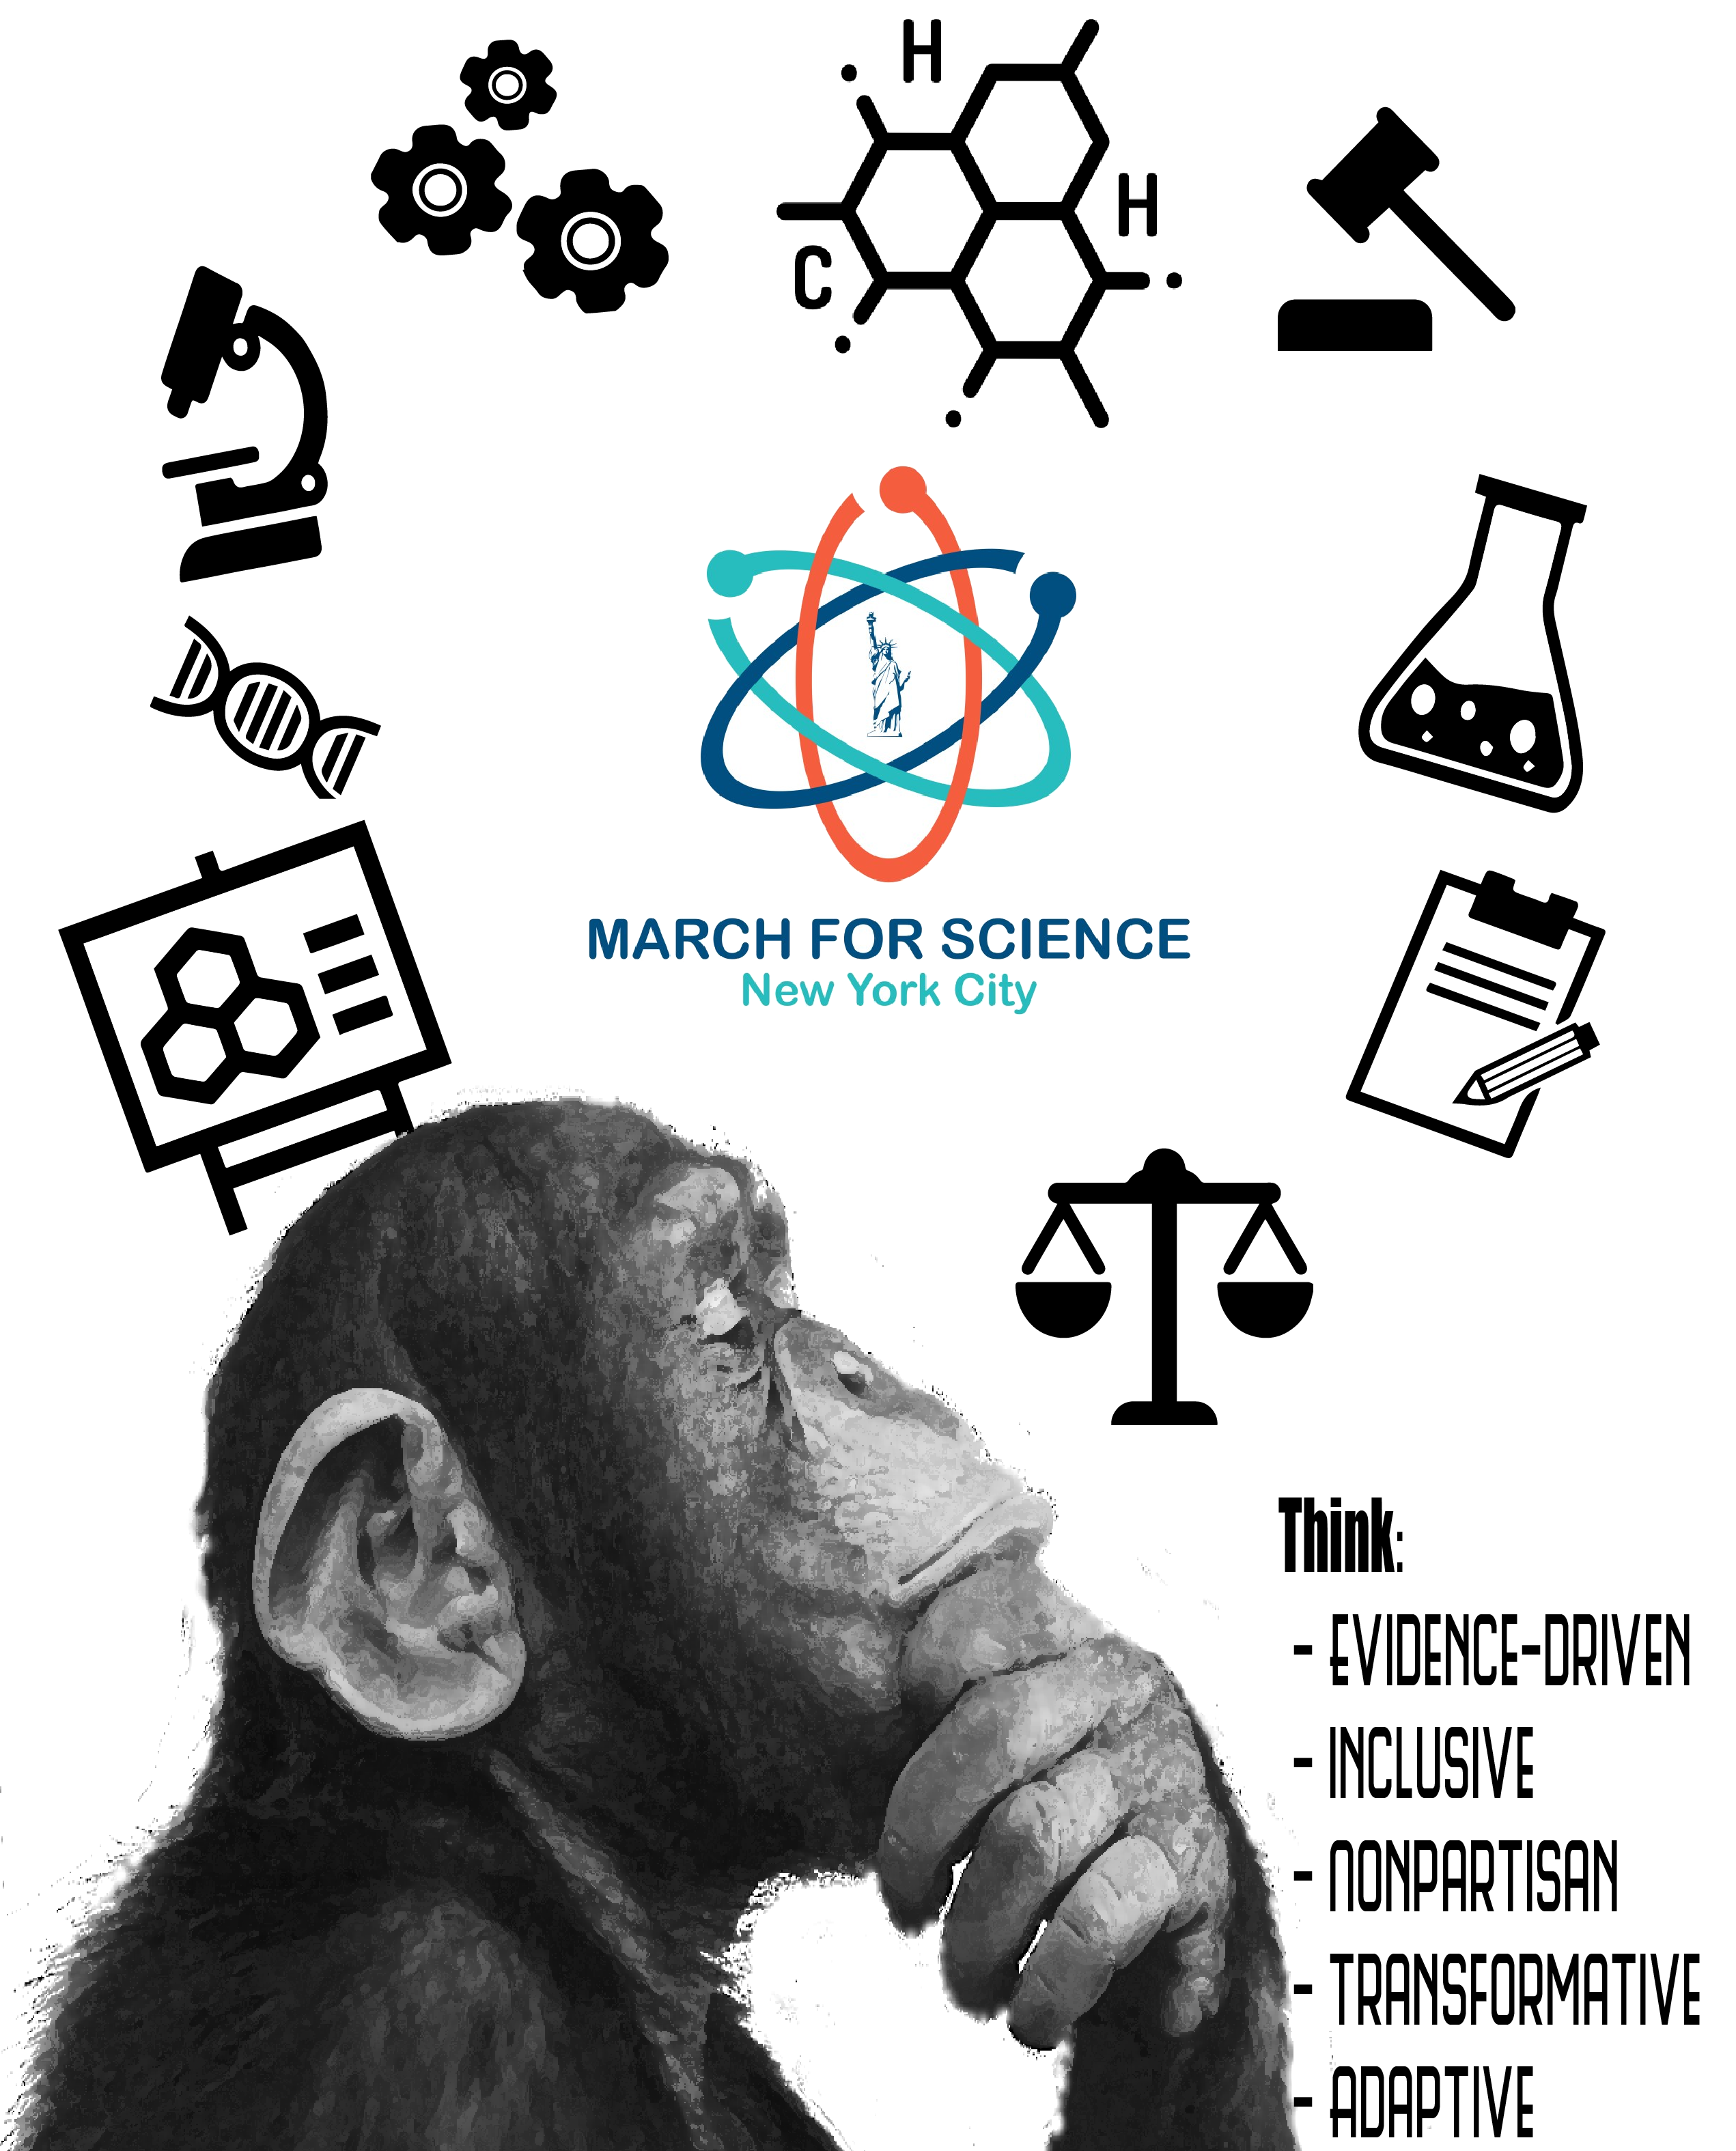 H
H
C
MARCH FOR SCIENCE
New York City
Think:
- EVIDENCE-DRIVEN
- INCLUSIVE
- NONPARTISAN
- TRANSFORMATIVE
- ADAPTIVE